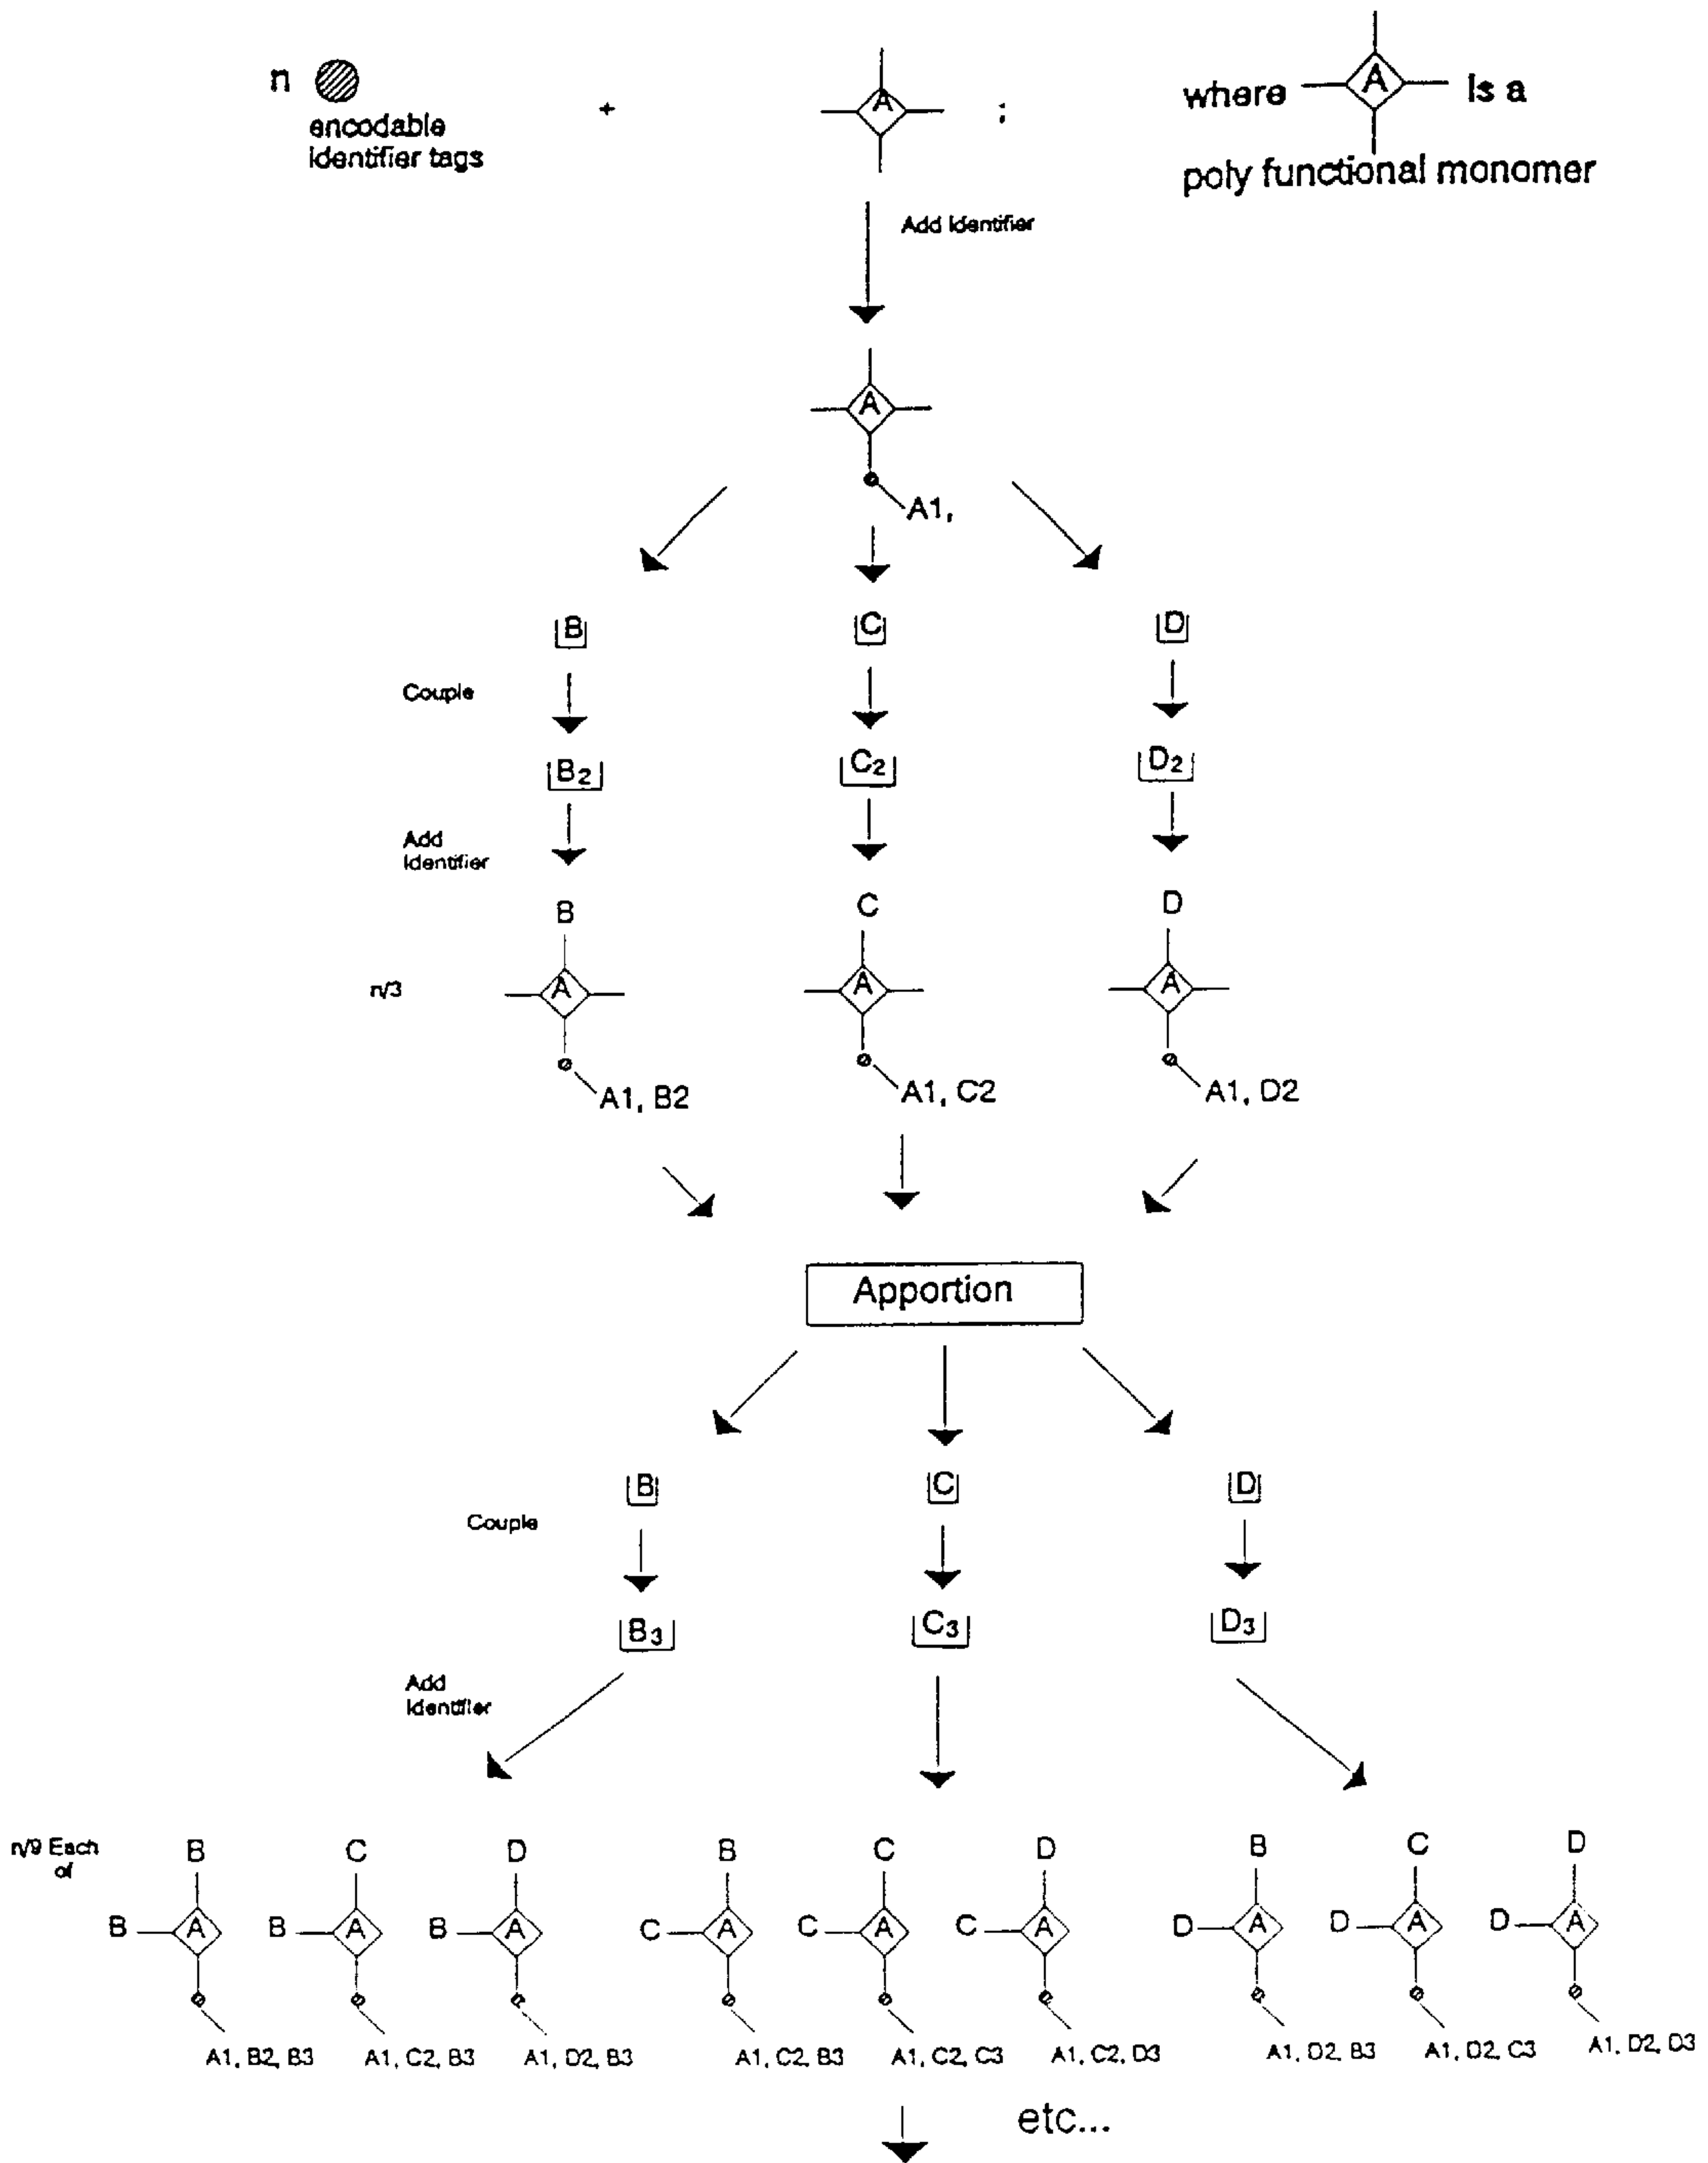 n
encodable
identifier tags
+
A
;
where A is a
poly functional monomer
Add Identifier
A
A1,
B C D
Couple
B2 C2 D2
Add
Identifier
B C D
n/3
A A A
A1, B2 A1, C2 A1, D2
Apportion
B C D
Couple
B3 C3 D3
Add
Identifier
n/9 Each
of
B C D B C D B C D
B A B A B A C A C A C A D A D A D A
A1, B2, B3 A1, C2, B3 A1, D2, B3 A1, C2, B3 A1, C2, C3 A1, C2, D3 A1, D2, B3 A1, D2, C3 A1, D2, D3
etc...